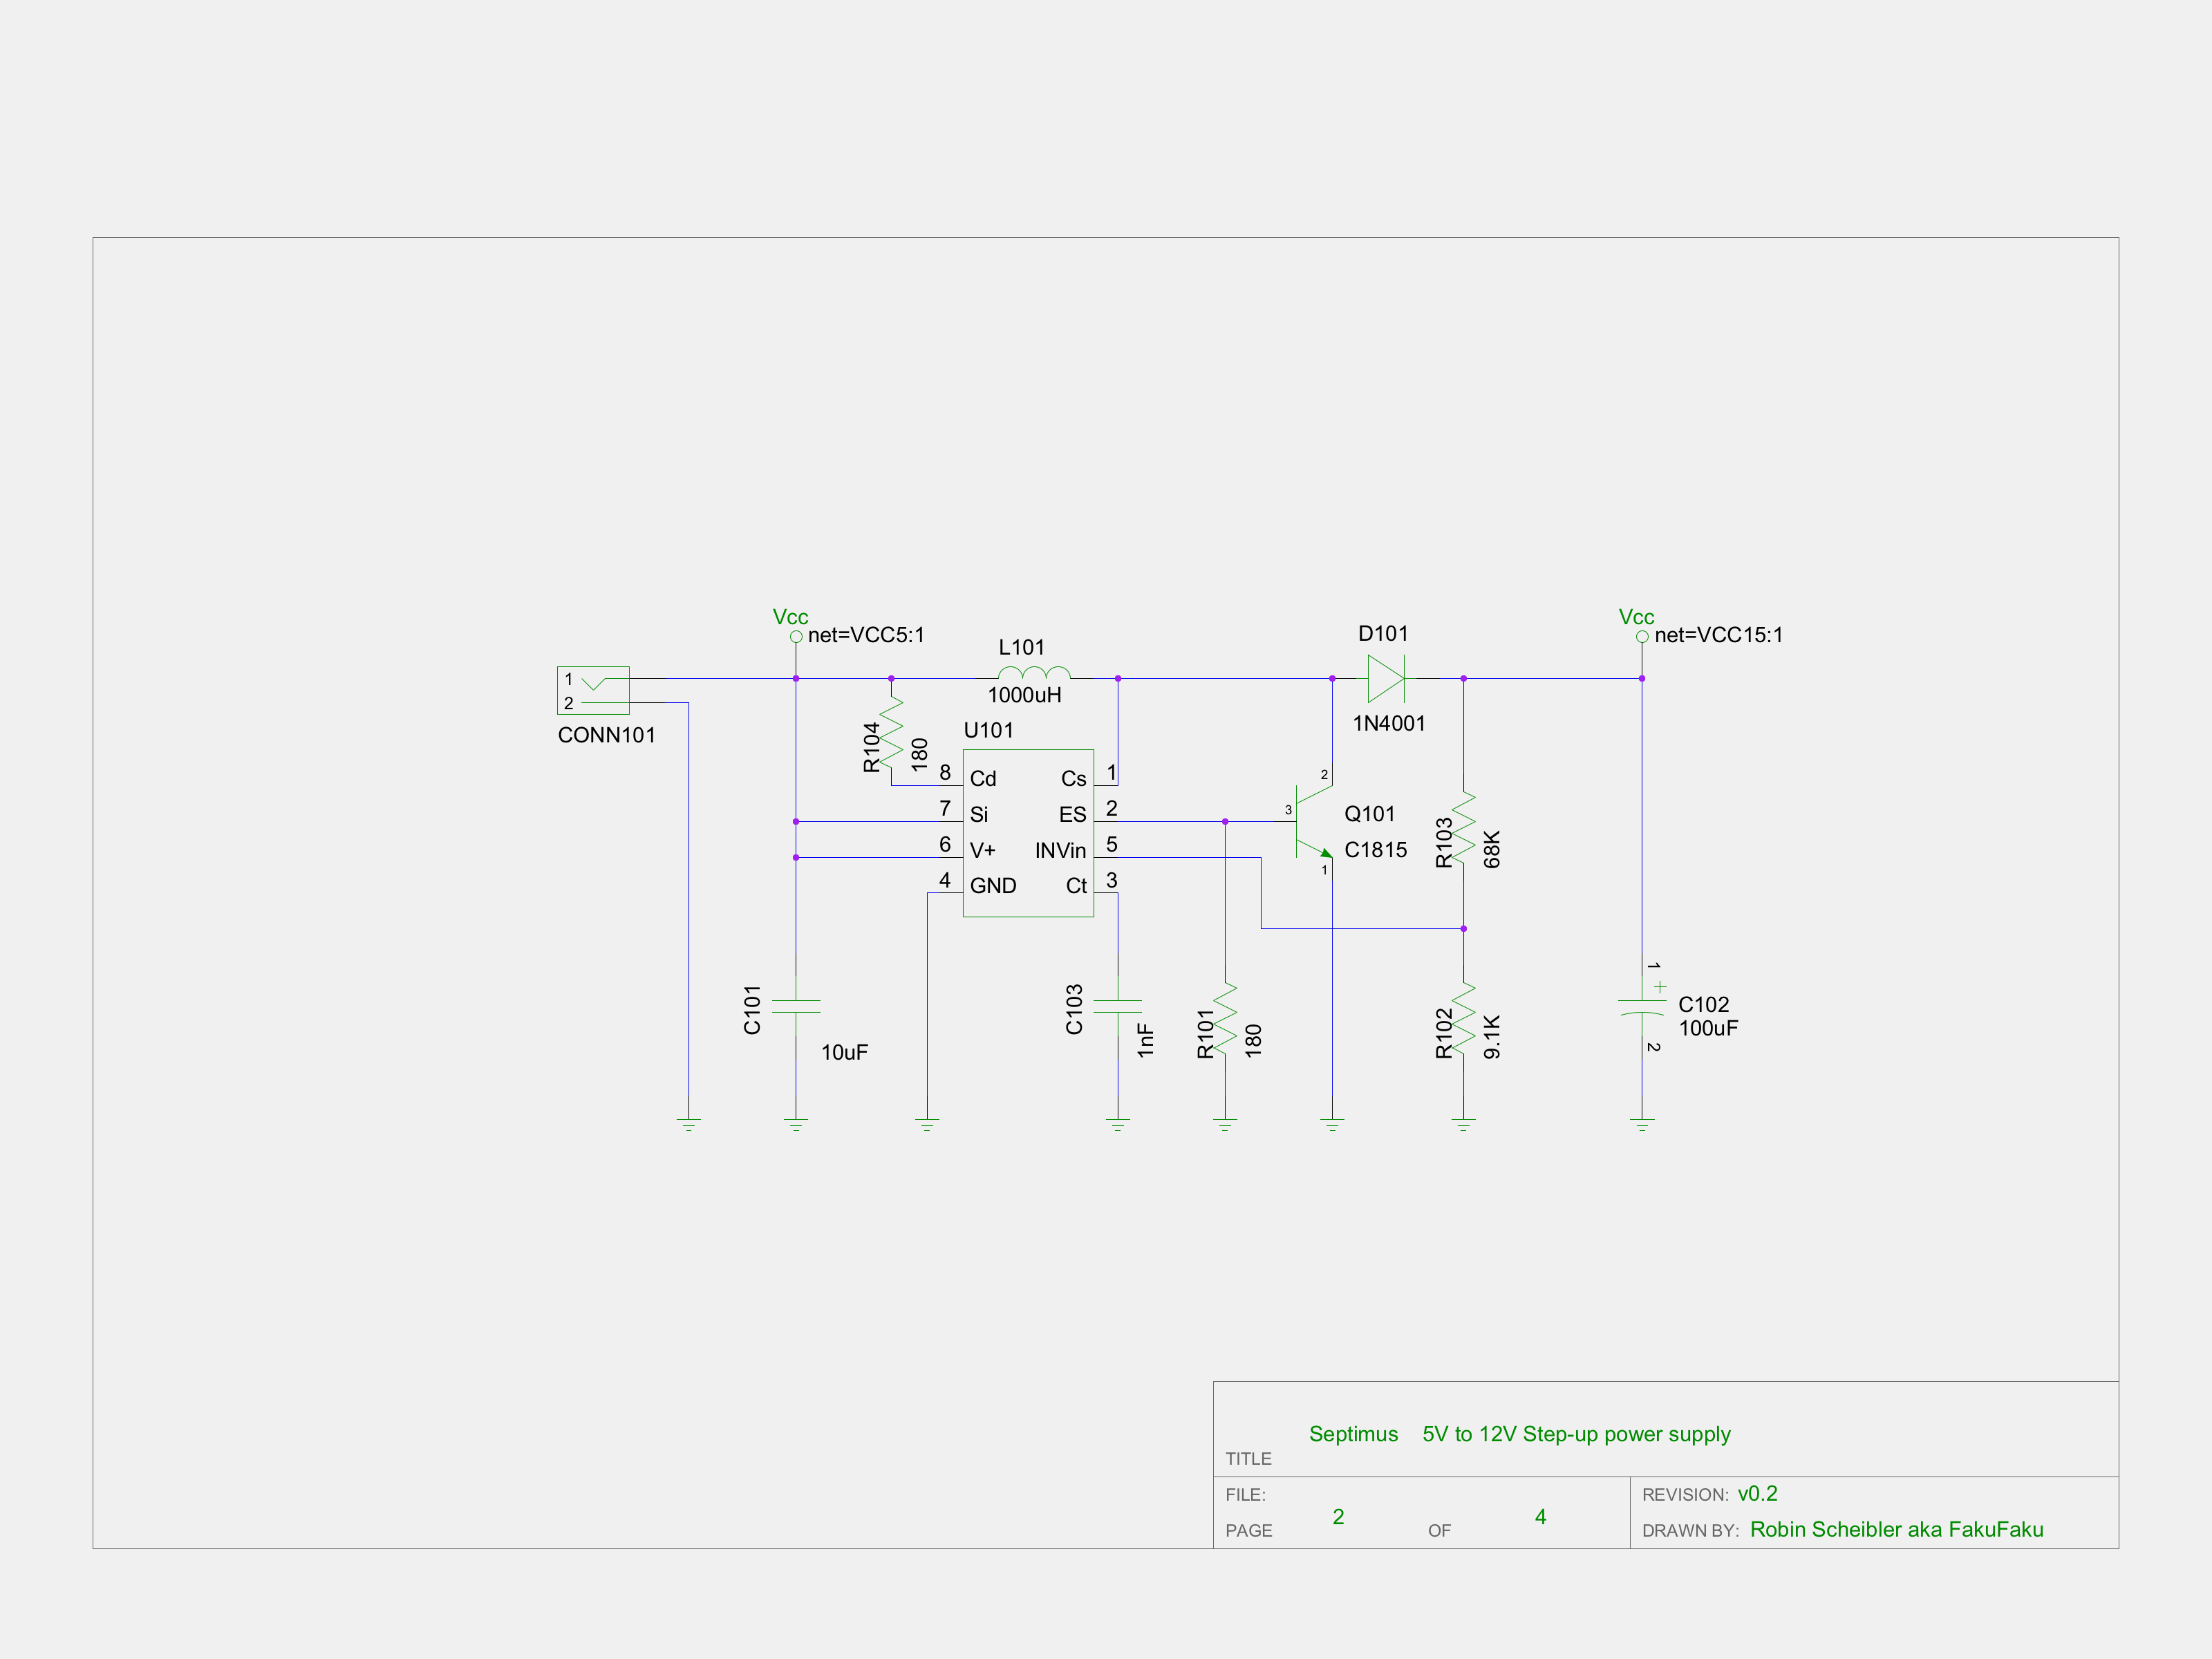 Vcc
net=VCC5:1
Vcc
net=VCC15:1
L101
1000uH
D101
1N4001
1
2
CONN101
R104
180
U101
8 Cd Cs 1
7 Si ES 2
6 V+ INVin 5
4 GND Ct 3
2
3
1
Q101
C1815
R103
68K
C101
10uF
C103
1nF
R101
180
R102
9.1K
1
+
C102
100uF
2
Septimus 5V to 12V Step-up power supply
TITLE
FILE:
PAGE 2 OF 4
REVISION: v0.2
DRAWN BY: Robin Scheibler aka FakuFaku